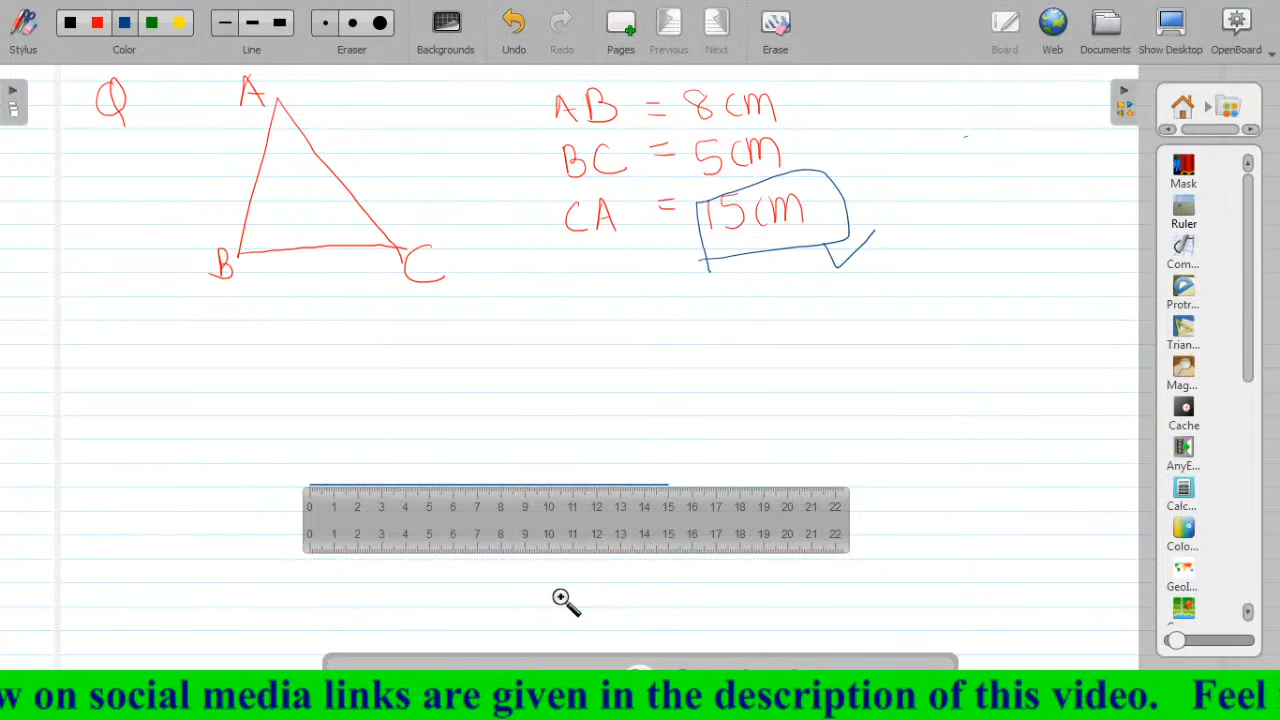 Stylus
Color
Line
Eraser
Backgrounds
Undo
Redo
Pages
Previous
Next
Erase
Board
Web
Documents
Show Desktop
OpenBoard
Q
A
B
C
AB = 8 cm
BC = 5 cm
CA = 15 cm
0 1 2 3 4 5 6 7 8 9 10 11 12 13 14 15 16 17 18 19 20 21 22
0 1 2 3 4 5 6 7 8 9 10 11 12 13 14 15 16 17 18 19 20 21 22
Mask
Ruler
Com...
Protr...
Trian...
Mag...
Cache
AnyE...
Calc...
Colo...
GeoI...
w on social media links are given in the description of this video. Feel